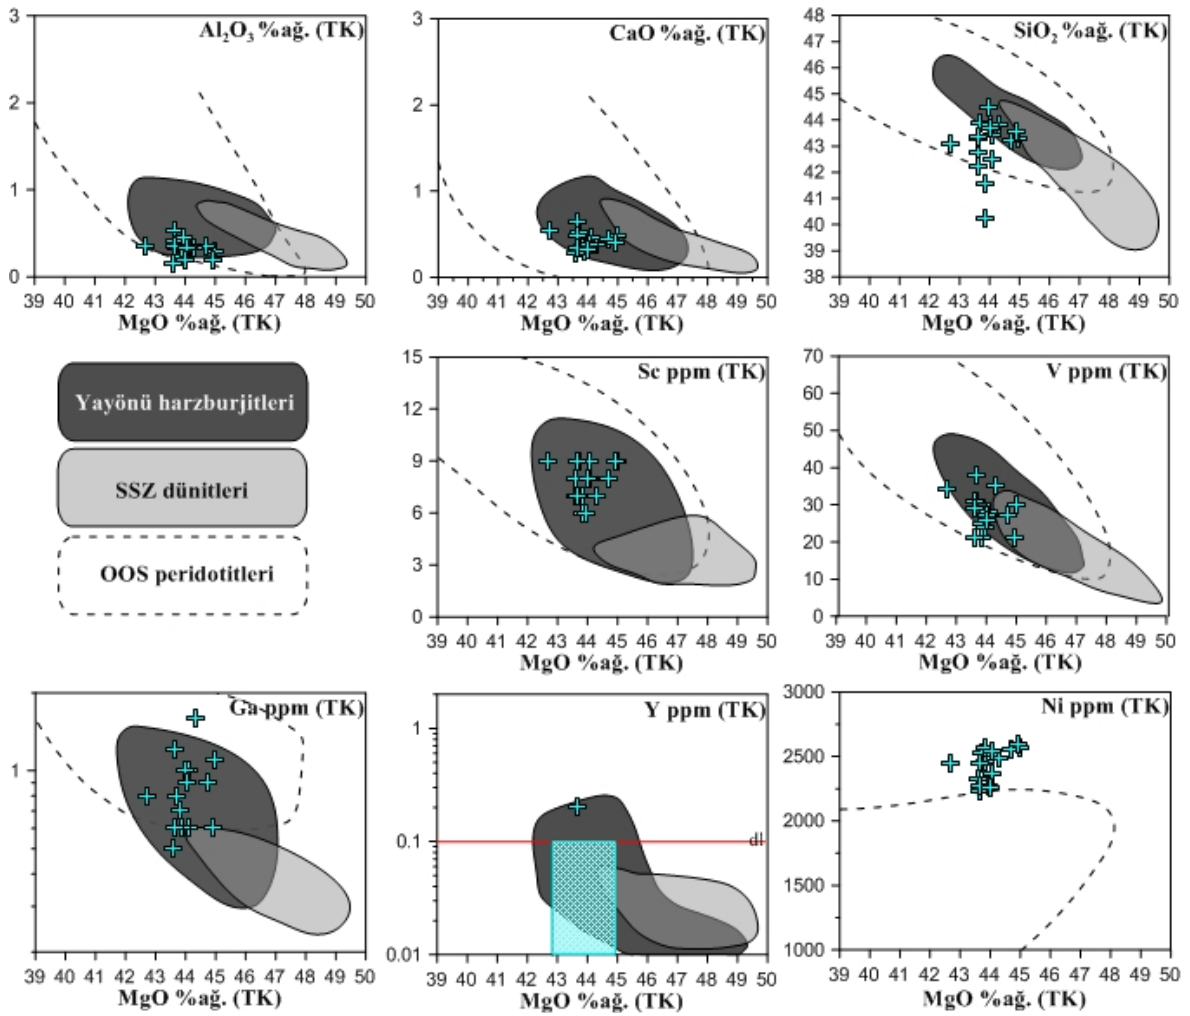 Al₂O₃ %ağ. (TK)
3
2
1
0
39 40 41 42 43 44 45 46 47 48 49 50
MgO %ağ. (TK)
CaO %ağ. (TK)
3
2
1
0
39 40 41 42 43 44 45 46 47 48 49 50
MgO %ağ. (TK)
SiO₂ %ağ. (TK)
48
47
46
45
44
43
42
41
40
39
38
39 40 41 42 43 44 45 46 47 48 49 50
MgO %ağ. (TK)
Yayönü harzburjitleri
SSZ dünitleri
OOS peridotitleri
Sc ppm (TK)
15
12
9
6
3
0
39 40 41 42 43 44 45 46 47 48 49 50
MgO %ağ. (TK)
V ppm (TK)
70
60
50
40
30
20
10
0
39 40 41 42 43 44 45 46 47 48 49 50
MgO %ağ. (TK)
Ga ppm (TK)
1
39 40 41 42 43 44 45 46 47 48 49 50
MgO %ağ. (TK)
Y ppm (TK)
1
0.1
dl
0.01
39 40 41 42 43 44 45 46 47 48 49 50
MgO %ağ. (TK)
Ni ppm (TK)
3000
2500
2000
1500
1000
39 40 41 42 43 44 45 46 47 48 49 50
MgO %ağ. (TK)